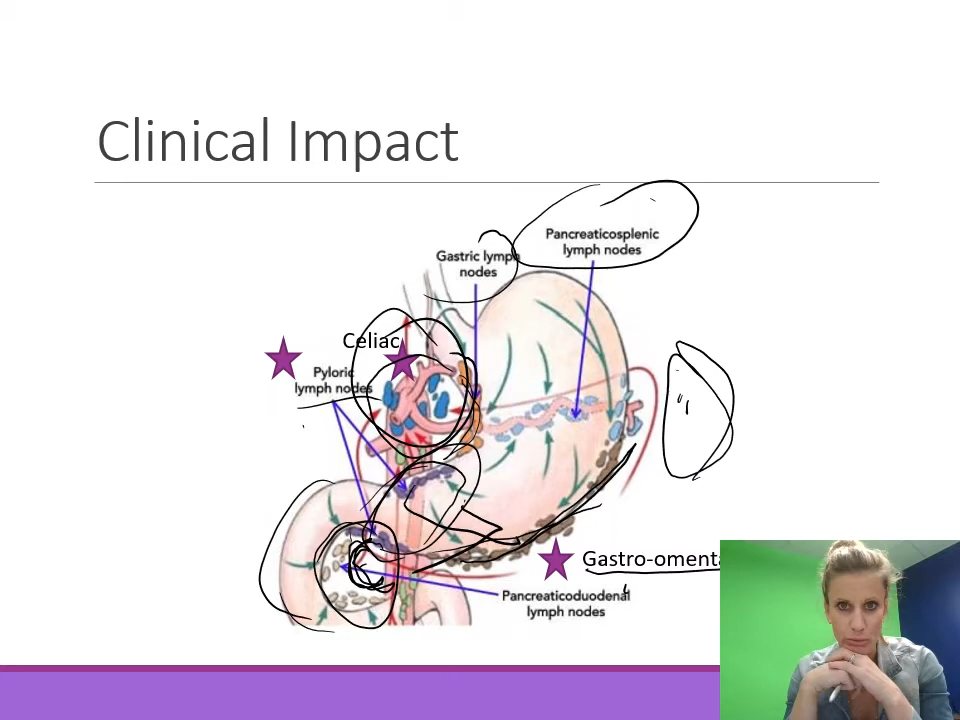 Clinical Impact
Pancreaticosplenic
lymph nodes
Gastric lymph
nodes
Celiac
Pyloric
lymph nodes
Gastro-omenta
Pancreaticoduodenal
lymph nodes